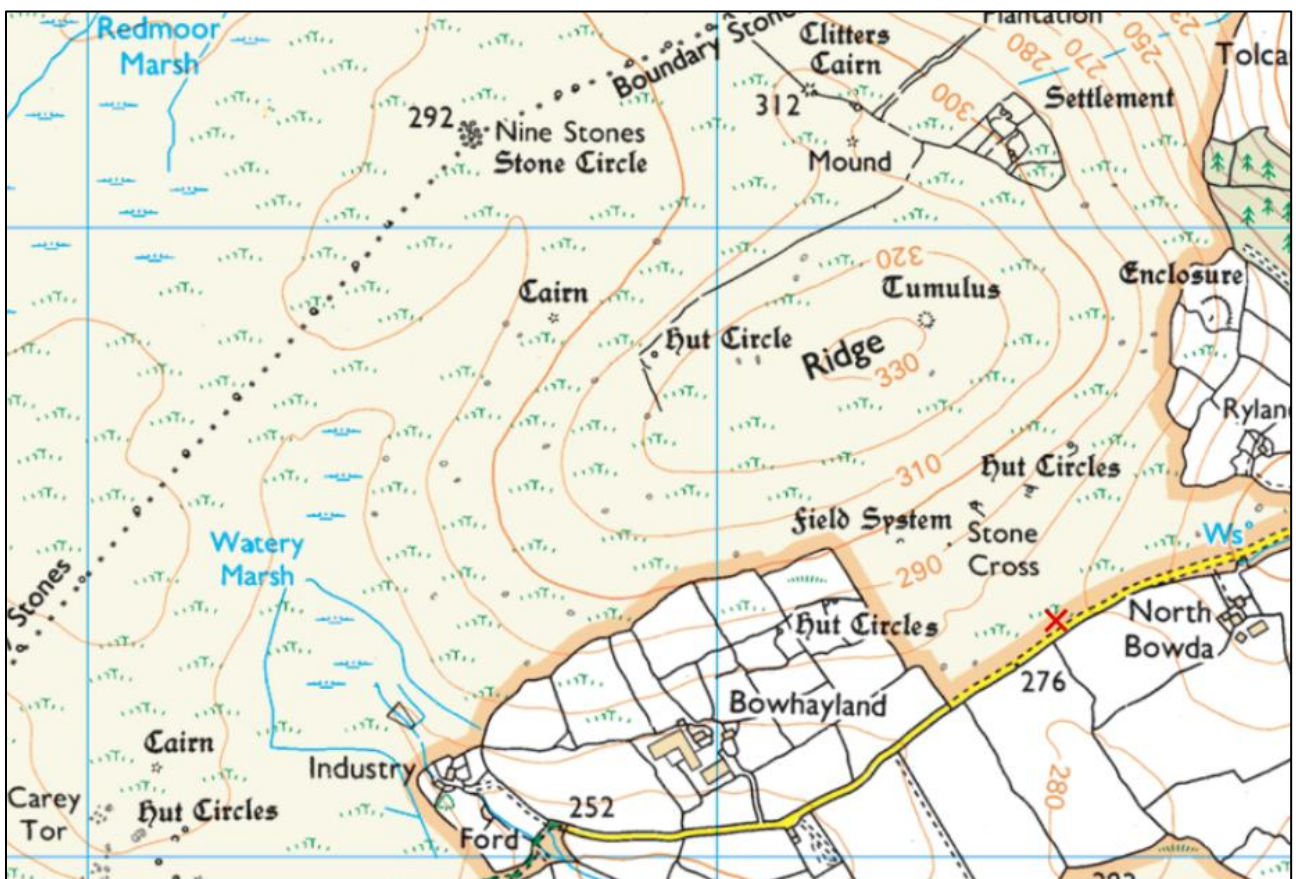 Redmoor
Marsh
Boundary Stones
Plantation
Clitters
Cairn
280
270
250
Tolca
312
300
Settlement
292
Nine Stones
Stone Circle
Mound
320
Enclosure
Cairn
Tumulus
Hut Circle
Ridge
330
Rylan
310
Hut Circles
Field System
Stone
Cross
Ws
Watery
Marsh
Stones
290
Hut Circles
North
Bowda
276
Bowhayland
Cairn
Industry
280
Carey
Tor
Hut Circles
252
Ford